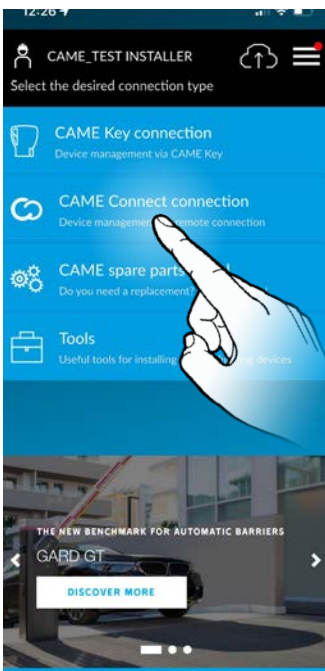 12:26
CAME_TEST INSTALLER
Select the desired connection type
CAME Key connection
Device management via CAME Key
CAME Connect connection
Device management remote connection
CAME spare parts
Do you need a replacement?
Tools
Useful tools for installing devices
THE NEW BENCHMARK FOR AUTOMATIC BARRIERS
GARD GT
DISCOVER MORE